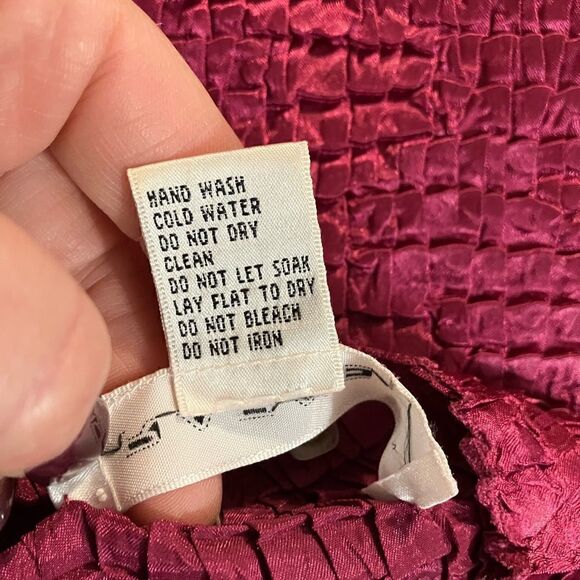 HAND WASH
COLD WATER
DO NOT DRY
CLEAN
DO NOT LET SOAK
LAY FLAT TO DRY
DO NOT BLEACH
DO NOT IRON